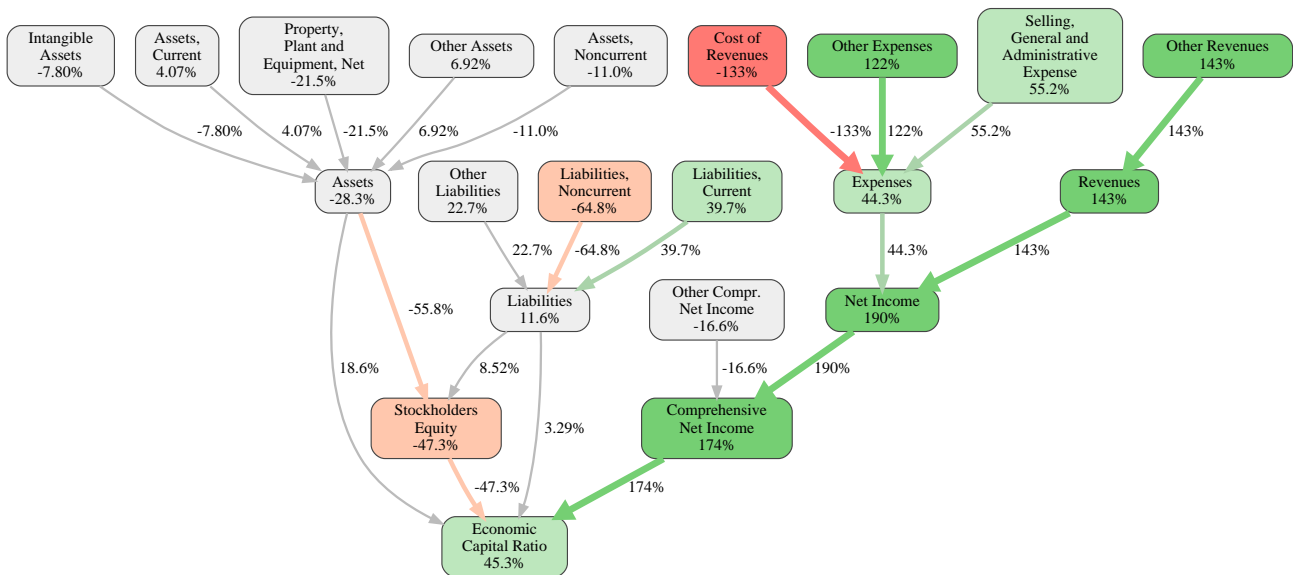 Intangible
Assets
-7.80%
Assets,
Current
4.07%
Property,
Plant and
Equipment, Net
-21.5%
Other Assets
6.92%
Assets,
Noncurrent
-11.0%
Cost of
Revenues
-133%
Other Expenses
122%
Selling,
General and
Administrative
Expense
55.2%
Other Revenues
143%
-7.80%
4.07%
-21.5%
6.92%
-11.0%
-133%
122%
55.2%
143%
Assets
-28.3%
Other
Liabilities
22.7%
Liabilities,
Noncurrent
-64.8%
Liabilities,
Current
39.7%
Expenses
44.3%
Revenues
143%
22.7%
-64.8%
39.7%
44.3%
143%
-55.8%
Liabilities
11.6%
Other Compr.
Net Income
-16.6%
Net Income
190%
18.6%
8.52%
-16.6%
190%
Stockholders
Equity
-47.3%
3.29%
Comprehensive
Net Income
174%
-47.3%
174%
Economic
Capital Ratio
45.3%